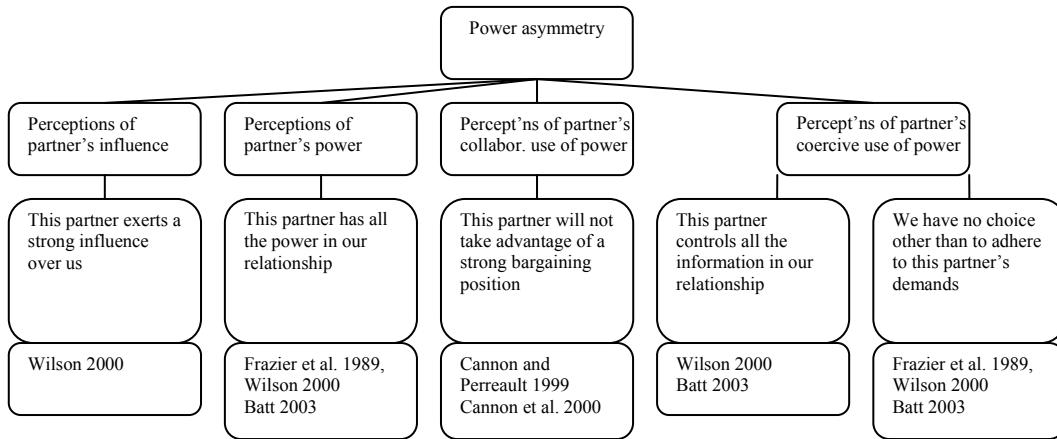 Power asymmetry
Perceptions of
partner's influence
Perceptions of
partner's power
Percept'ns of partner's
collabor. use of power
Percept'ns of partner's
coercive use of power
This partner exerts a
strong influence
over us
This partner has all
the power in our
relationship
This partner will not
take advantage of a
strong bargaining
position
This partner
controls all the
information in our
relationship
We have no choice
other than to adhere
to this partner's
demands
Wilson 2000
Frazier et al. 1989,
Wilson 2000
Batt 2003
Cannon and
Perreault 1999
Cannon et al. 2000
Wilson 2000
Batt 2003
Frazier et al. 1989,
Wilson 2000
Batt 2003